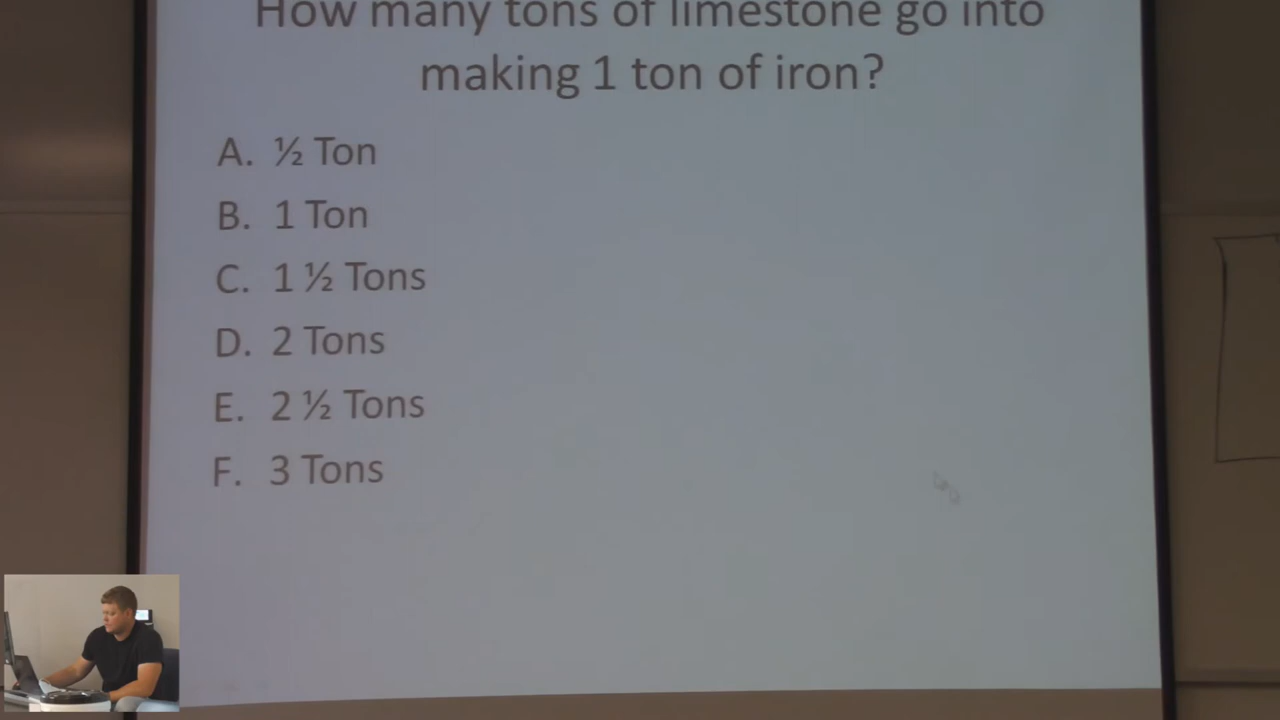 How many tons of limestone go into
making 1 ton of iron?
A. ½ Ton
B. 1 Ton
C. 1 ½ Tons
D. 2 Tons
E. 2 ½ Tons
F. 3 Tons